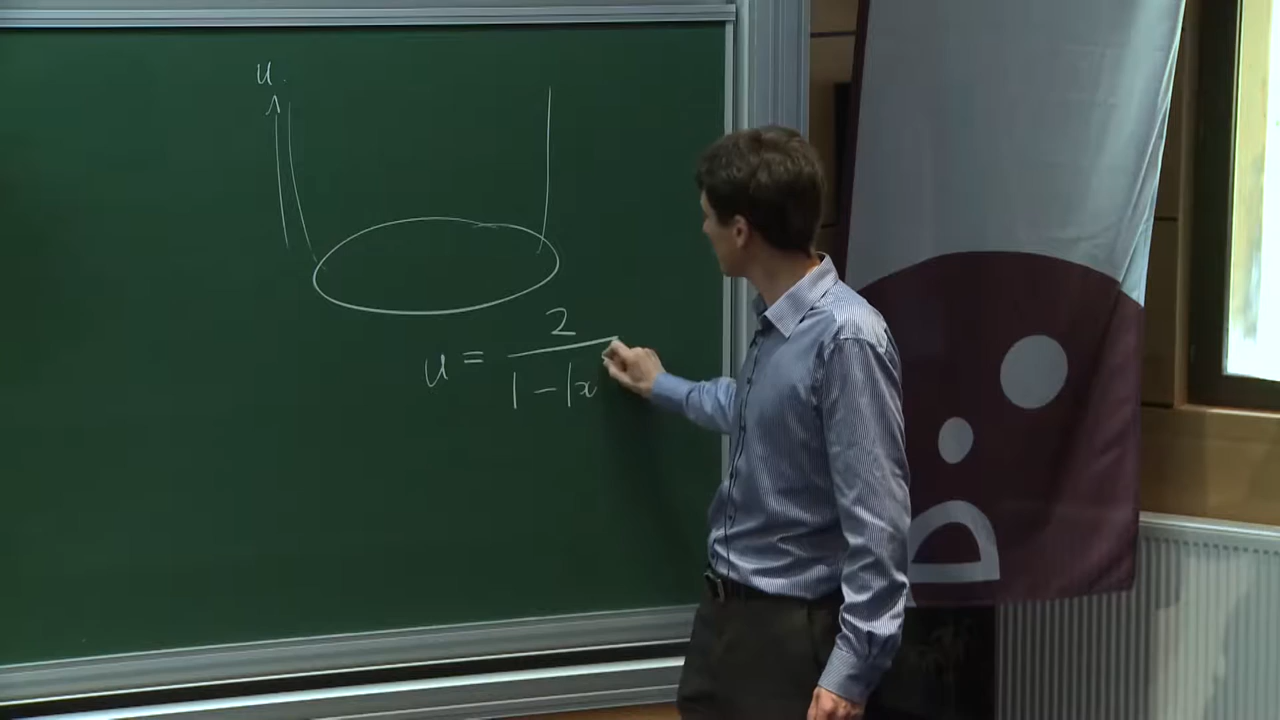 u
u = 2 / 1 - |x